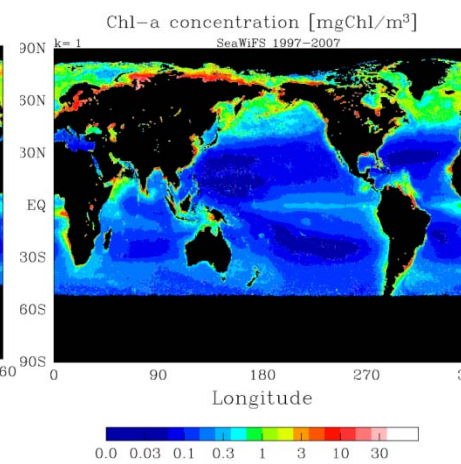 Chl-a concentration [mgChl/m³]
k= 1
SeaWiFS 1997-2007
90N
30N
EQ
30S
60S
90S
60
0
90
180
270
Longitude
0.0 0.03 0.1 0.3 1 3 10 30